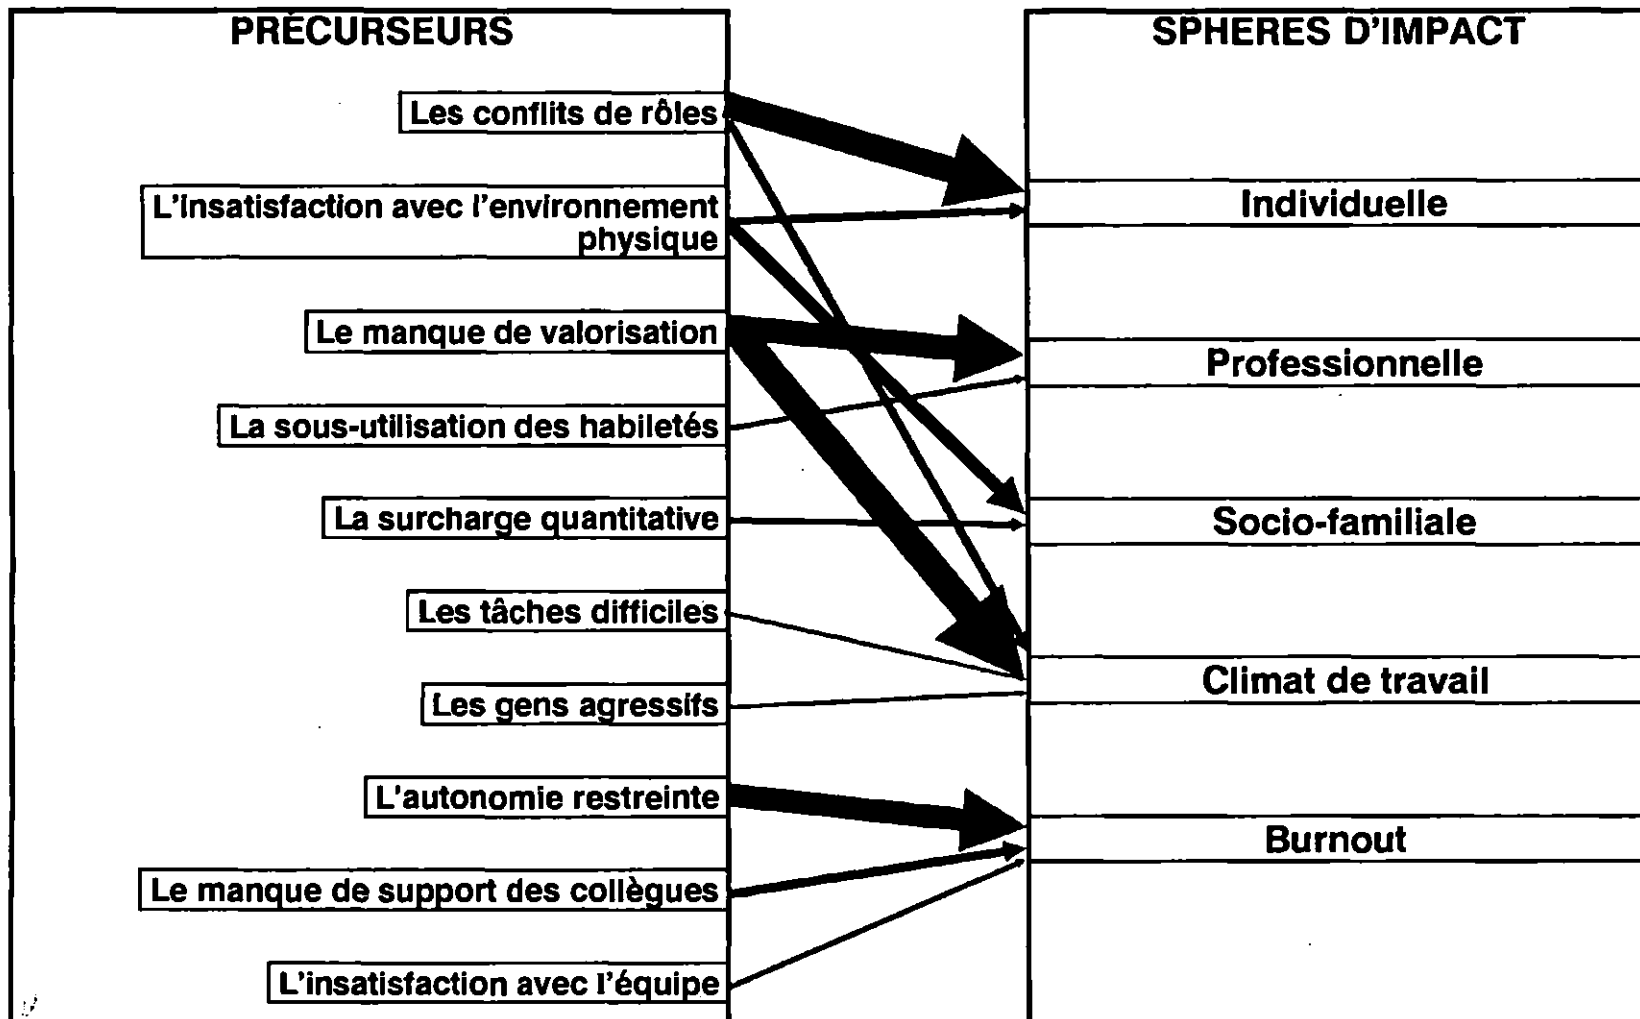 PRÉCURSEURS
Les conflits de rôles
L'insatisfaction avec l'environnement
physique
Le manque de valorisation
La sous-utilisation des habiletés
La surcharge quantitative
Les tâches difficiles
Les gens agressifs
L'autonomie restreinte
Le manque de support des collègues
L'insatisfaction avec l'équipe
SPHERES D'IMPACT
Individuelle
Professionnelle
Socio-familiale
Climat de travail
Burnout